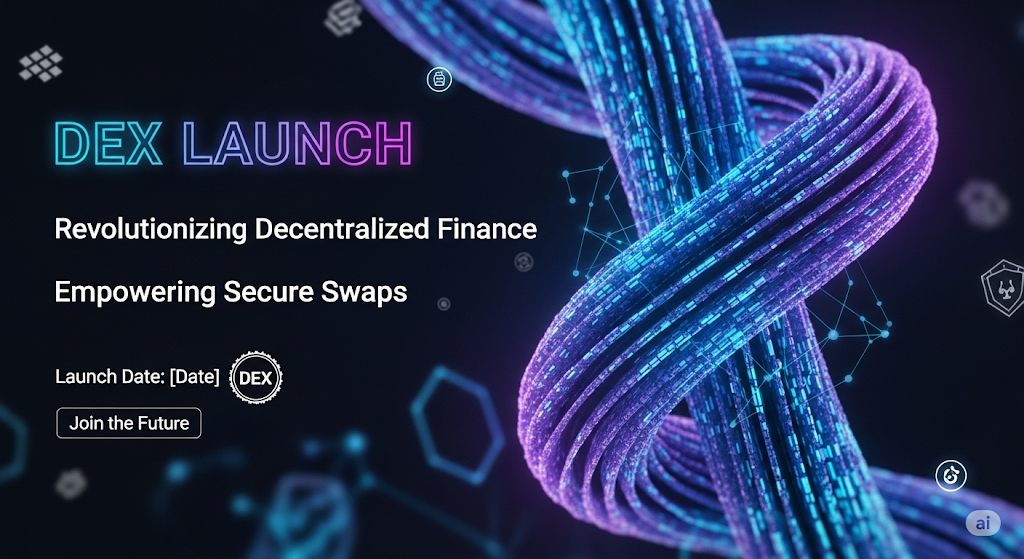 DEX LAUNCH
Revolutionizing Decentralized Finance
Empowering Secure Swaps
Launch Date: [Date]
DEX
Join the Future
ai